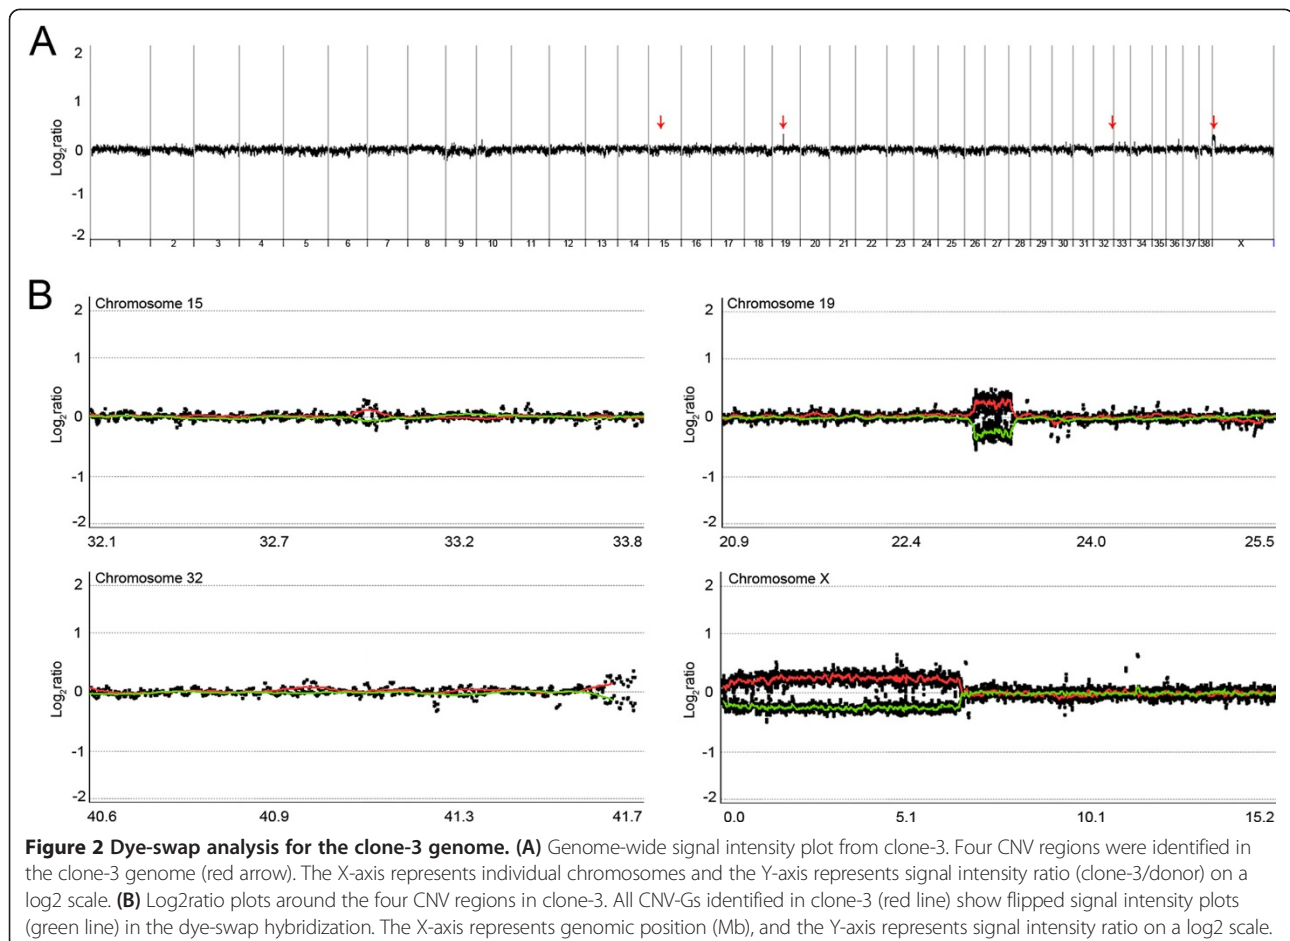 A
2
1
0
-1
-2
Log2ratio
1 2 3 4 5 6 7 8 9 10 11 12 13 14 15 16 17 18 19 20 21 22 23 24 25 26 27 28 29 30 31 32 33 34 35 36 37 38 X
B
Chromosome 15
2
1
0
-1
-2
Log2ratio
32.1 32.7 33.2 33.8
Chromosome 19
2
1
0
-1
-2
Log2ratio
20.9 22.4 24.0 25.5
Chromosome 32
2
1
0
-1
-2
Log2ratio
40.6 40.9 41.3 41.7
Chromosome X
2
1
0
-1
-2
Log2ratio
0.0 5.1 10.1 15.2
Figure 2 Dye-swap analysis for the clone-3 genome. (A) Genome-wide signal intensity plot from clone-3. Four CNV regions were identified in
the clone-3 genome (red arrow). The X-axis represents individual chromosomes and the Y-axis represents signal intensity ratio (clone-3/donor) on a
log2 scale. (B) Log2ratio plots around the four CNV regions in clone-3. All CNV-Gs identified in clone-3 (red line) show flipped signal intensity plots
(green line) in the dye-swap hybridization. The X-axis represents genomic position (Mb), and the Y-axis represents signal intensity ratio on a log2 scale.